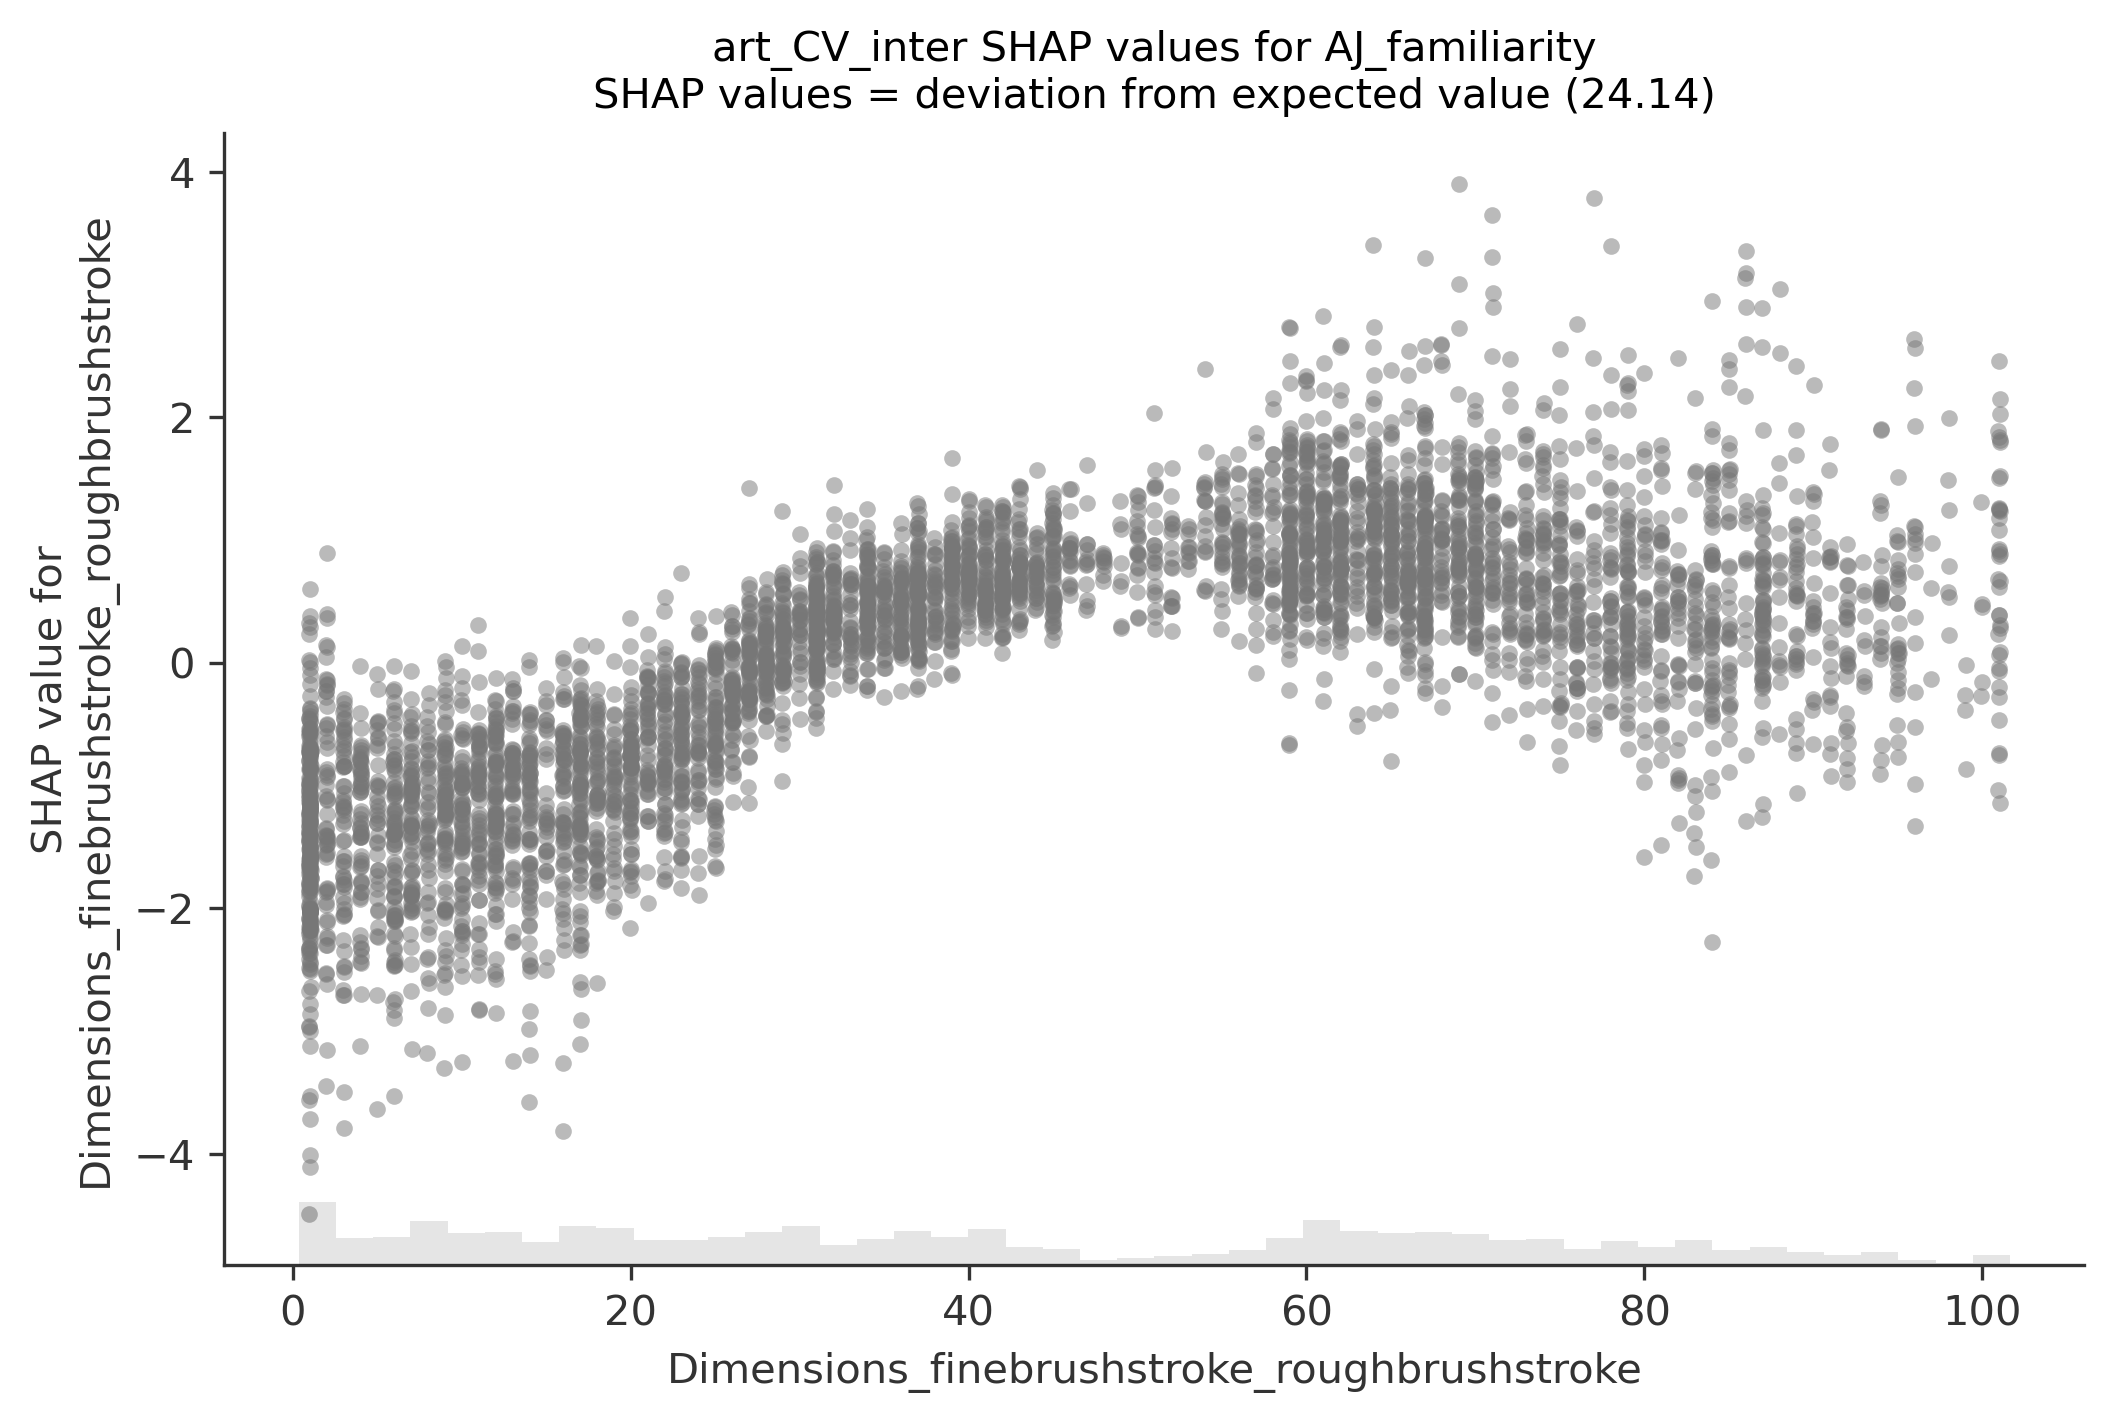 art_CV_inter SHAP values for AJ_familiarity
SHAP values = deviation from expected value (24.14)
SHAP value for
Dimensions_finebrushstroke_roughbrushstroke
4
2
0
−2
−4
0
20
40
60
80
100
Dimensions_finebrushstroke_roughbrushstroke